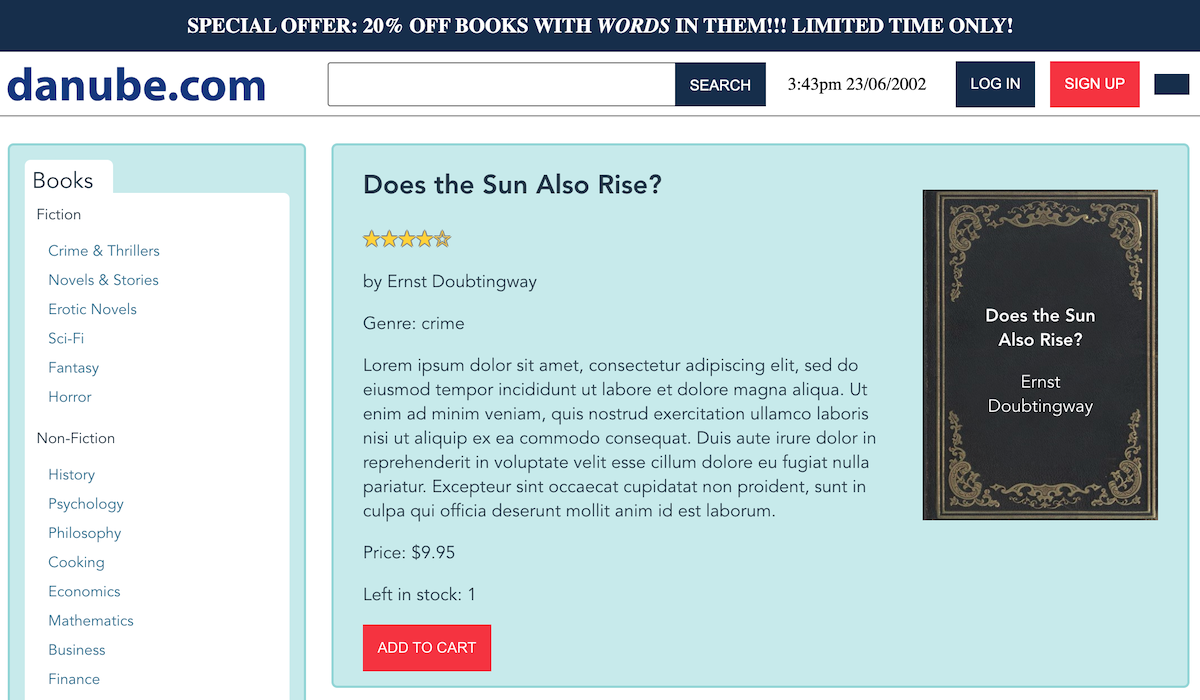 SPECIAL OFFER: 20% OFF BOOKS WITH WORDS IN THEM!!! LIMITED TIME ONLY!
danube.com
SEARCH
3:43pm 23/06/2002
LOG IN
SIGN UP
Books
Fiction
Crime & Thrillers
Novels & Stories
Erotic Novels
Sci-Fi
Fantasy
Horror
Non-Fiction
History
Psychology
Philosophy
Cooking
Economics
Mathematics
Business
Finance
Does the Sun Also Rise?
by Ernst Doubtingway
Genre: crime
Lorem ipsum dolor sit amet, consectetur adipiscing elit, sed do
eiusmod tempor incididunt ut labore et dolore magna aliqua. Ut
enim ad minim veniam, quis nostrud exercitation ullamco laboris
nisi ut aliquip ex ea commodo consequat. Duis aute irure dolor in
reprehenderit in voluptate velit esse cillum dolore eu fugiat nulla
pariatur. Excepteur sint occaecat cupidatat non proident, sunt in
culpa qui officia deserunt mollit anim id est laborum.
Price: $9.95
Left in stock: 1
ADD TO CART
Does the Sun
Also Rise?
Ernst
Doubtingway